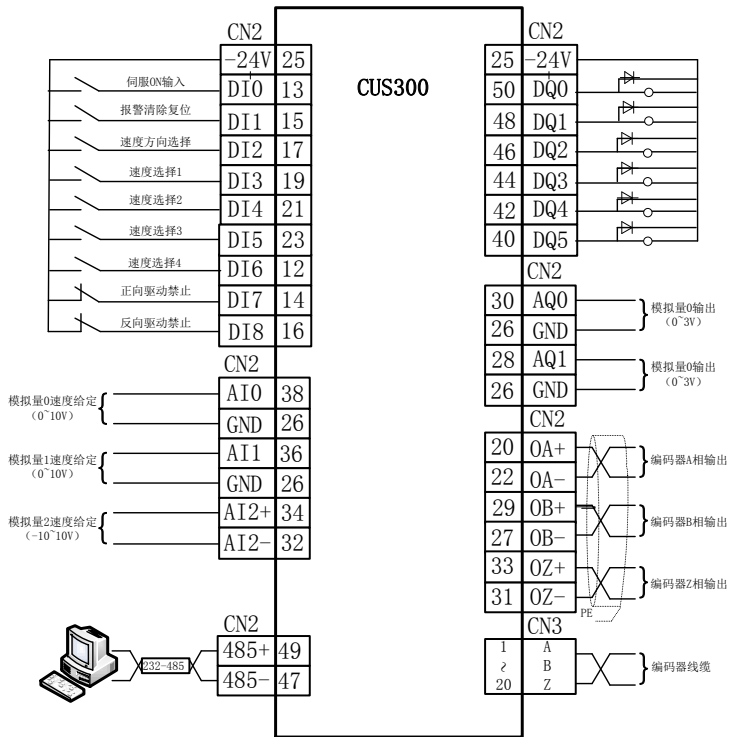 CUS300
CN2
-24V 25
伺服ON输入 DI0 13
报警清除复位 DI1 15
速度方向选择 DI2 17
速度选择1 DI3 19
速度选择2 DI4 21
速度选择3 DI5 23
速度选择4 DI6 12
正向驱动禁止 DI7 14
反向驱动禁止 DI8 16
CN2
模拟量0速度给定
(0~10V)
AI0 38
GND 26
模拟量1速度给定
(0~10V)
AI1 36
GND 26
模拟量2速度给定
(-10~10V)
AI2+ 34
AI2- 32
CN2
232-485
485+ 49
485- 47
CN2
25 -24V
50 DQ0
48 DQ1
46 DQ2
44 DQ3
42 DQ4
40 DQ5
CN2
30 AQ0
26 GND
模拟量0输出
(0~3V)
28 AQ1
26 GND
模拟量0输出
(0~3V)
CN2
20 OA+
22 OA-
编码器A相输出
29 OB+
27 OB-
编码器B相输出
33 OZ+
31 OZ-
编码器Z相输出
PE
CN3
1 A
~ B
20 Z
编码器线缆